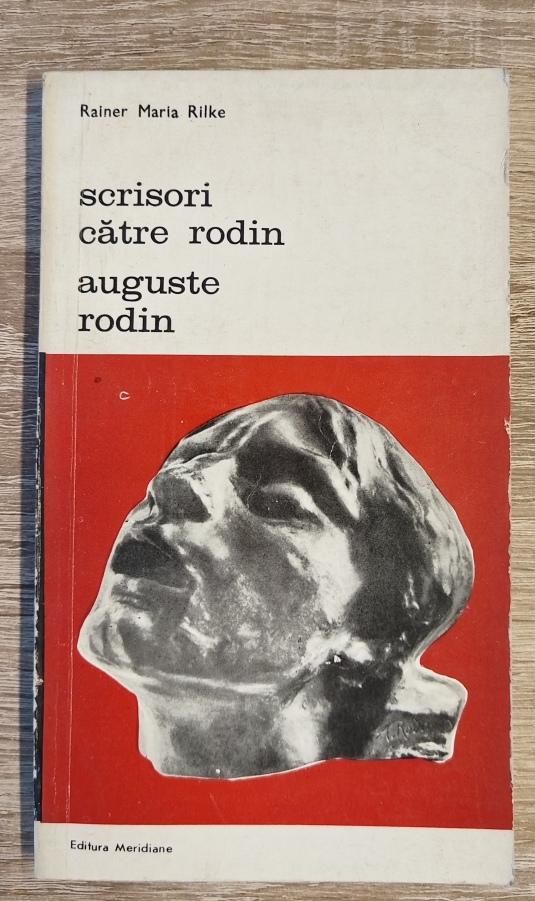 Rainer Maria Rilke
scrisori
către rodin
auguste
rodin
Editura Meridiane